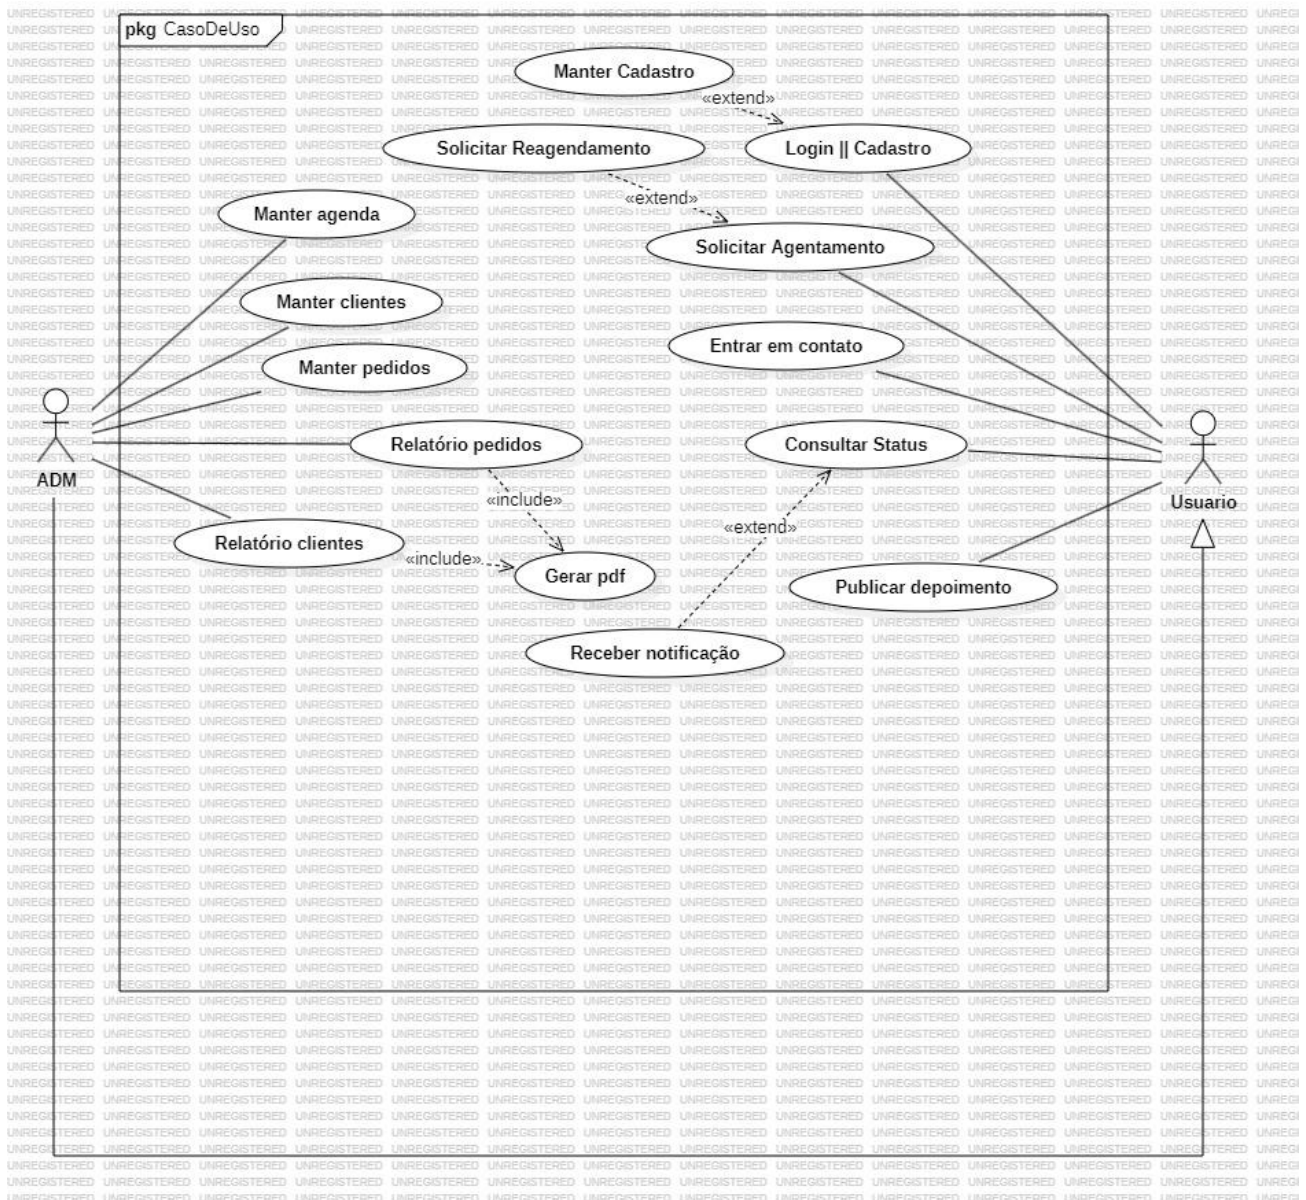 pkg CasoDeUso
Manter Cadastro
«extend»
Solicitar Reagendamento
Login || Cadastro
«extend»
Manter agenda
Solicitar Agentamento
Manter clientes
Entrar em contato
Manter pedidos
Relatório pedidos
Consultar Status
ADM
Usuario
«include»
«extend»
Relatório clientes
«include»
Gerar pdf
Publicar depoimento
Receber notificação
UNREGISTERED